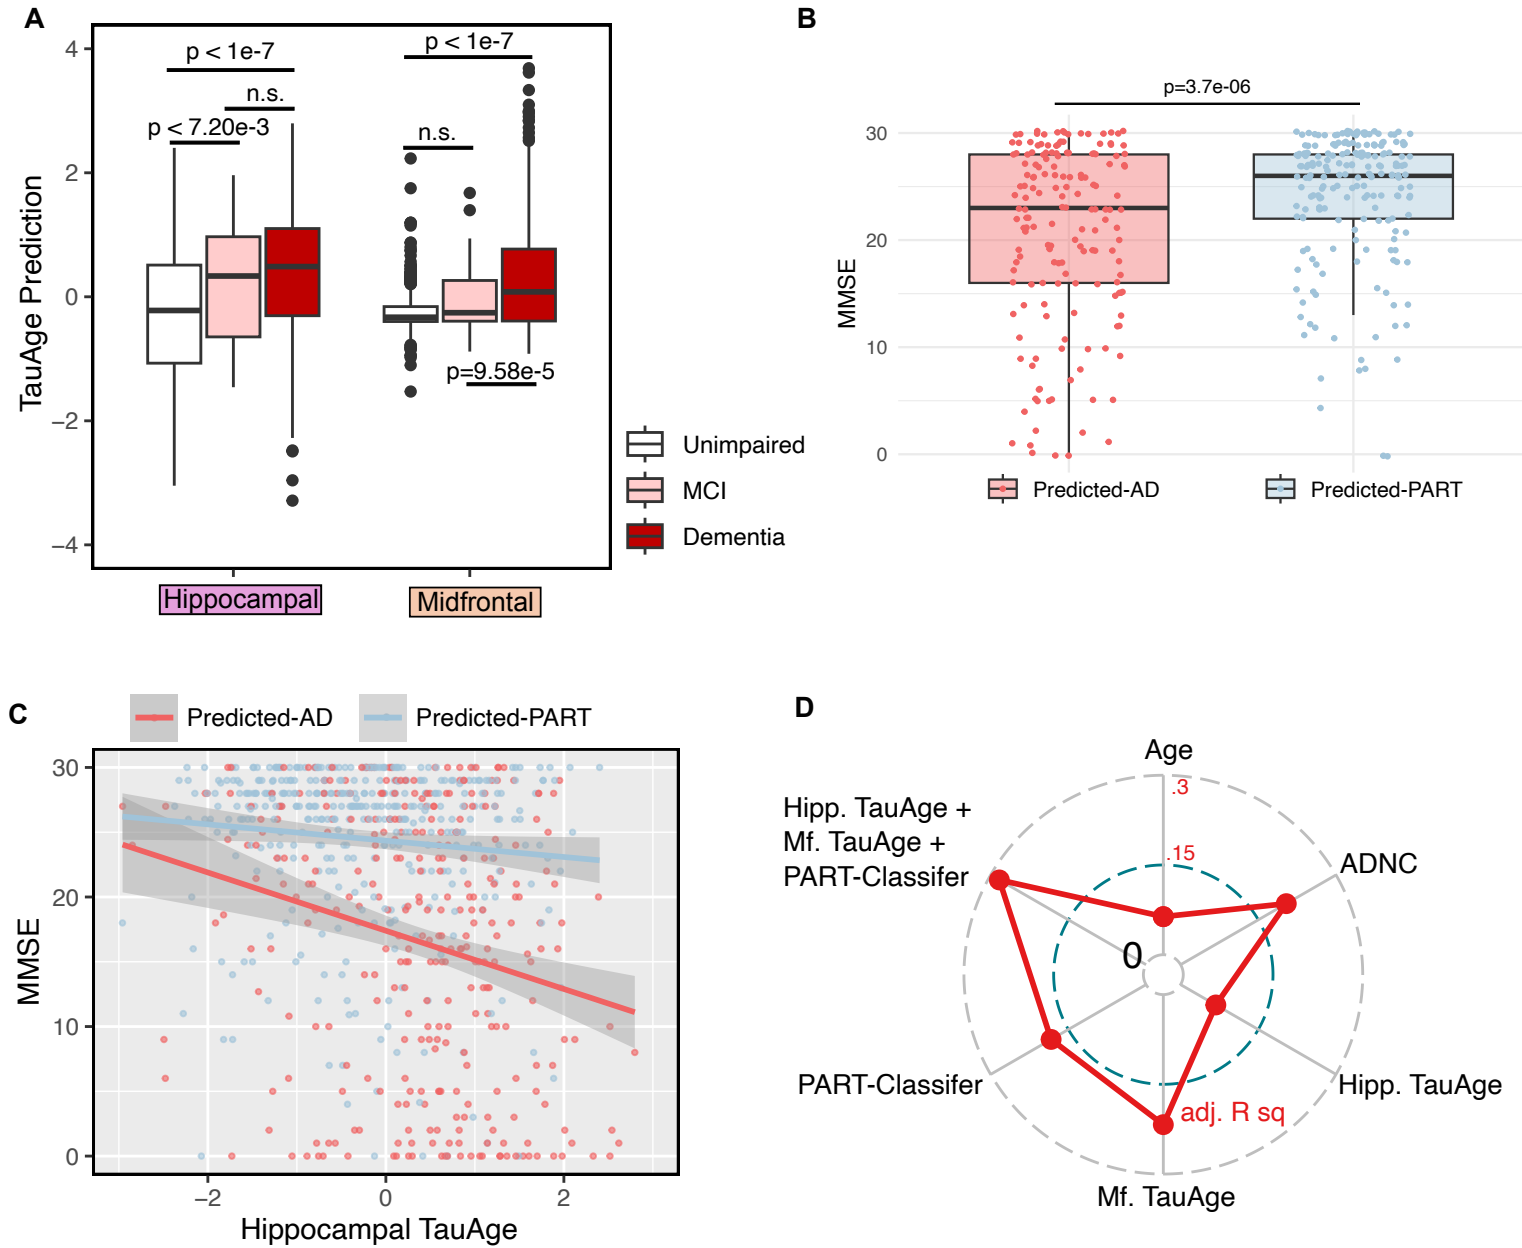 A
p < 1e-7
n.s.
p < 7.20e-3
p < 1e-7
n.s.
p=9.58e-5
TauAge Prediction
4
2
0
−2
−4
Hippocampal
Midfrontal
Unimpaired
MCI
Dementia
B
p=3.7e-06
MMSE
30
20
10
0
Predicted-AD
Predicted-PART
C
Predicted-AD
Predicted-PART
MMSE
30
20
10
0
−2
0
2
Hippocampal TauAge
D
Age
.3
.15
0
Hipp. TauAge +
Mf. TauAge +
PART-Classifer
ADNC
PART-Classifer
Hipp. TauAge
adj. R sq
Mf. TauAge